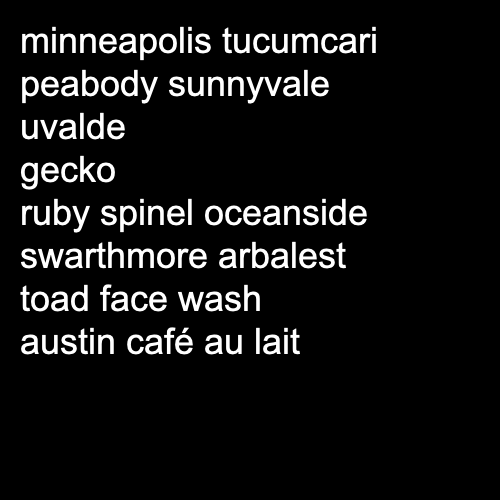 minneapolis tucumcari
peabody sunnyvale
uvalde
gecko
ruby spinel oceanside
swarthmore arbalest
toad face wash
austin café au lait